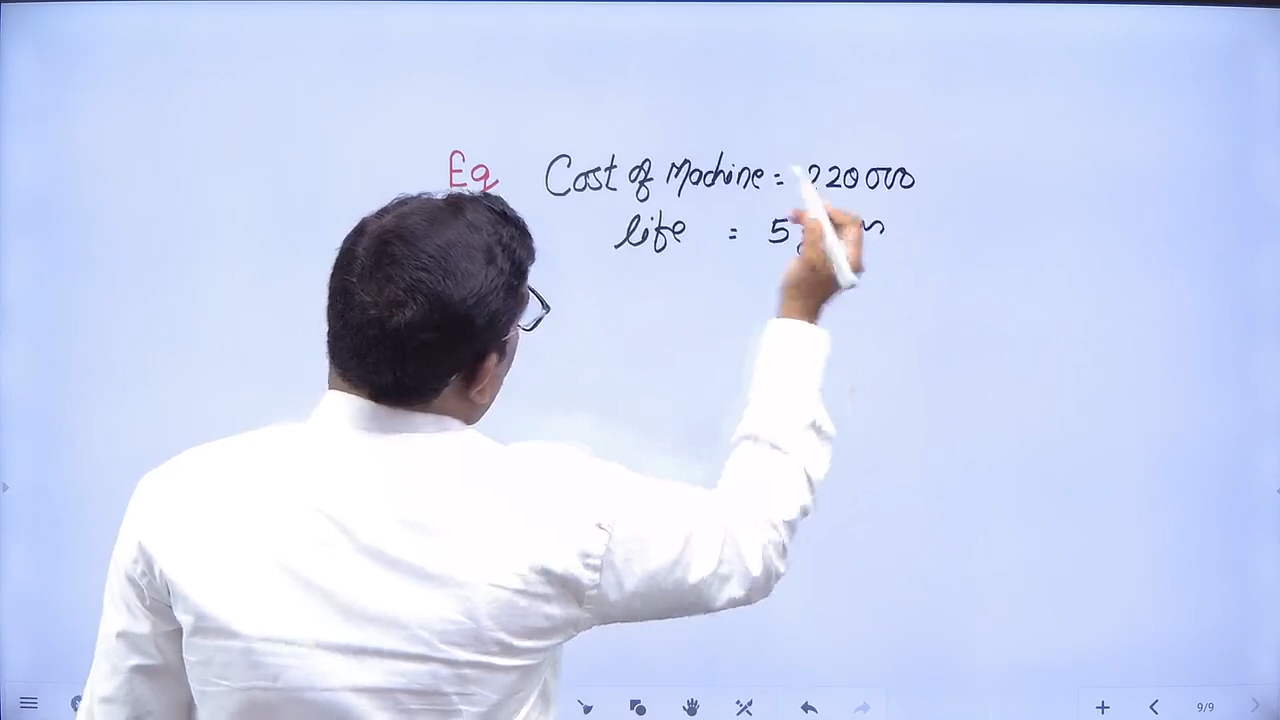 Eg Cost of Machine = 220000
life = 5
9/9